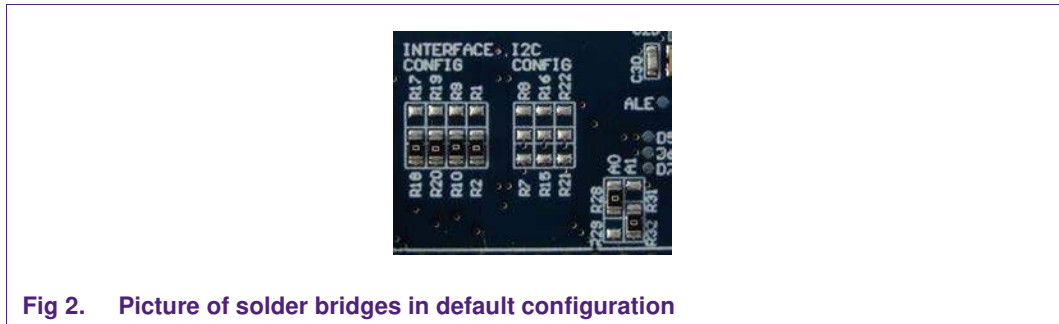 INTERFACE I2C
CONFIG CONFIG
R17 R19 R9 R1 R8 R16 R22
C30
ALE
R18 R20 R10 R2 R7 R15 R21
A0 A1
R28 R31
R29 R32
Fig 2. Picture of solder bridges in default configuration